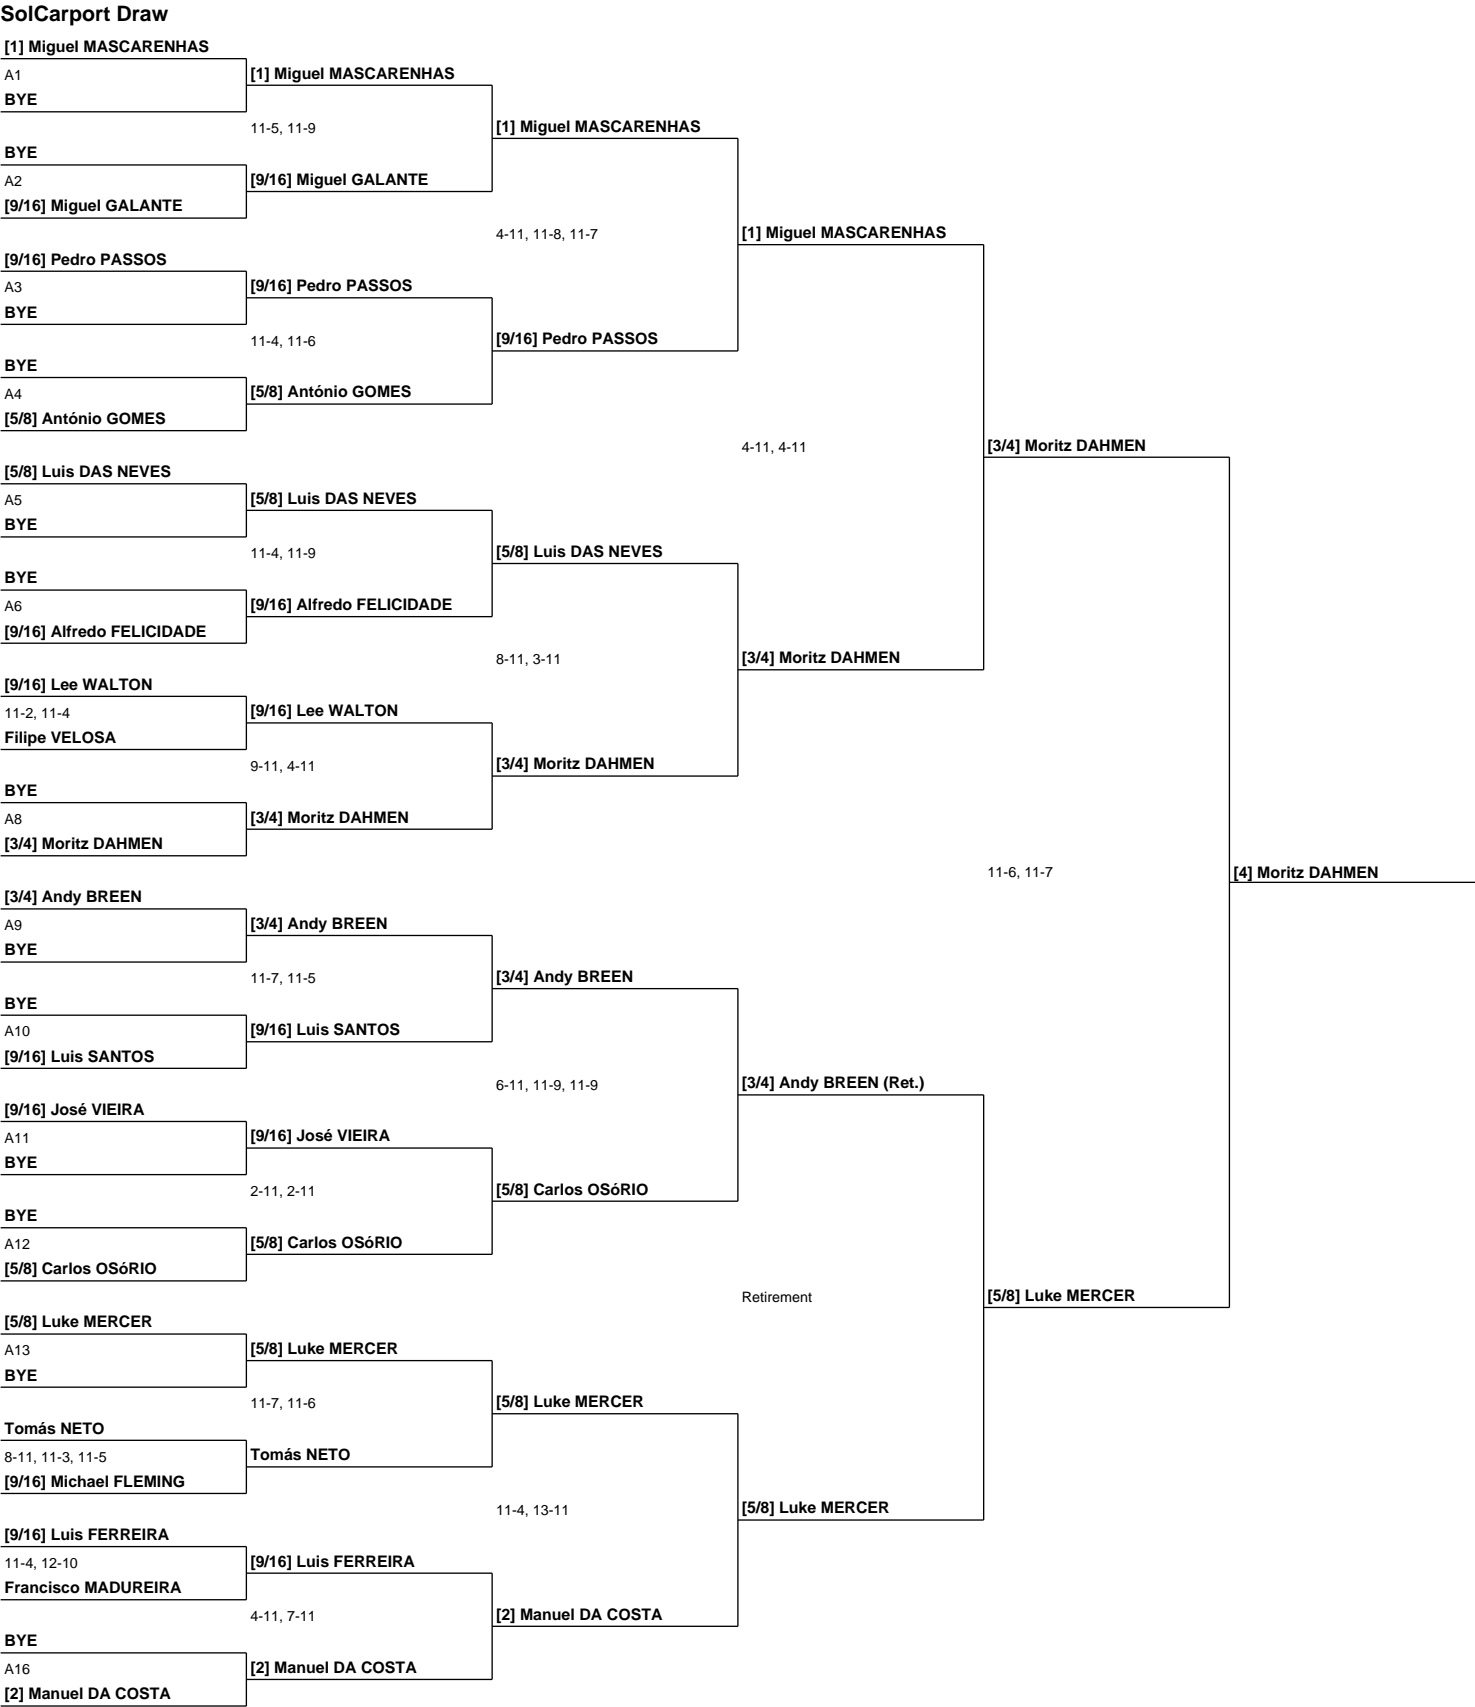 SolCarport Draw
[1] Miguel MASCARENHAS
A1
[1] Miguel MASCARENHAS
BYE
11-5, 11-9
[1] Miguel MASCARENHAS
BYE
A2
[9/16] Miguel GALANTE
[9/16] Miguel GALANTE
4-11, 11-8, 11-7
[1] Miguel MASCARENHAS
[9/16] Pedro PASSOS
A3
[9/16] Pedro PASSOS
BYE
11-4, 11-6
[9/16] Pedro PASSOS
BYE
A4
[5/8] António GOMES
[5/8] António GOMES
4-11, 4-11
[3/4] Moritz DAHMEN
[5/8] Luis DAS NEVES
A5
[5/8] Luis DAS NEVES
BYE
11-4, 11-9
[5/8] Luis DAS NEVES
BYE
A6
[9/16] Alfredo FELICIDADE
[9/16] Alfredo FELICIDADE
8-11, 3-11
[3/4] Moritz DAHMEN
[9/16] Lee WALTON
11-2, 11-4
[9/16] Lee WALTON
Filipe VELOSA
9-11, 4-11
[3/4] Moritz DAHMEN
BYE
A8
[3/4] Moritz DAHMEN
[3/4] Moritz DAHMEN
11-6, 11-7
[4] Moritz DAHMEN
[3/4] Andy BREEN
A9
[3/4] Andy BREEN
BYE
11-7, 11-5
[3/4] Andy BREEN
BYE
A10
[9/16] Luis SANTOS
[9/16] Luis SANTOS
6-11, 11-9, 11-9
[3/4] Andy BREEN (Ret.)
[9/16] José VIEIRA
A11
[9/16] José VIEIRA
BYE
2-11, 2-11
[5/8] Carlos OSóRIO
BYE
A12
[5/8] Carlos OSóRIO
[5/8] Carlos OSóRIO
Retirement
[5/8] Luke MERCER
[5/8] Luke MERCER
A13
[5/8] Luke MERCER
BYE
11-7, 11-6
[5/8] Luke MERCER
Tomás NETO
8-11, 11-3, 11-5
Tomás NETO
[9/16] Michael FLEMING
11-4, 13-11
[5/8] Luke MERCER
[9/16] Luis FERREIRA
11-4, 12-10
[9/16] Luis FERREIRA
Francisco MADUREIRA
4-11, 7-11
[2] Manuel DA COSTA
BYE
A16
[2] Manuel DA COSTA
[2] Manuel DA COSTA